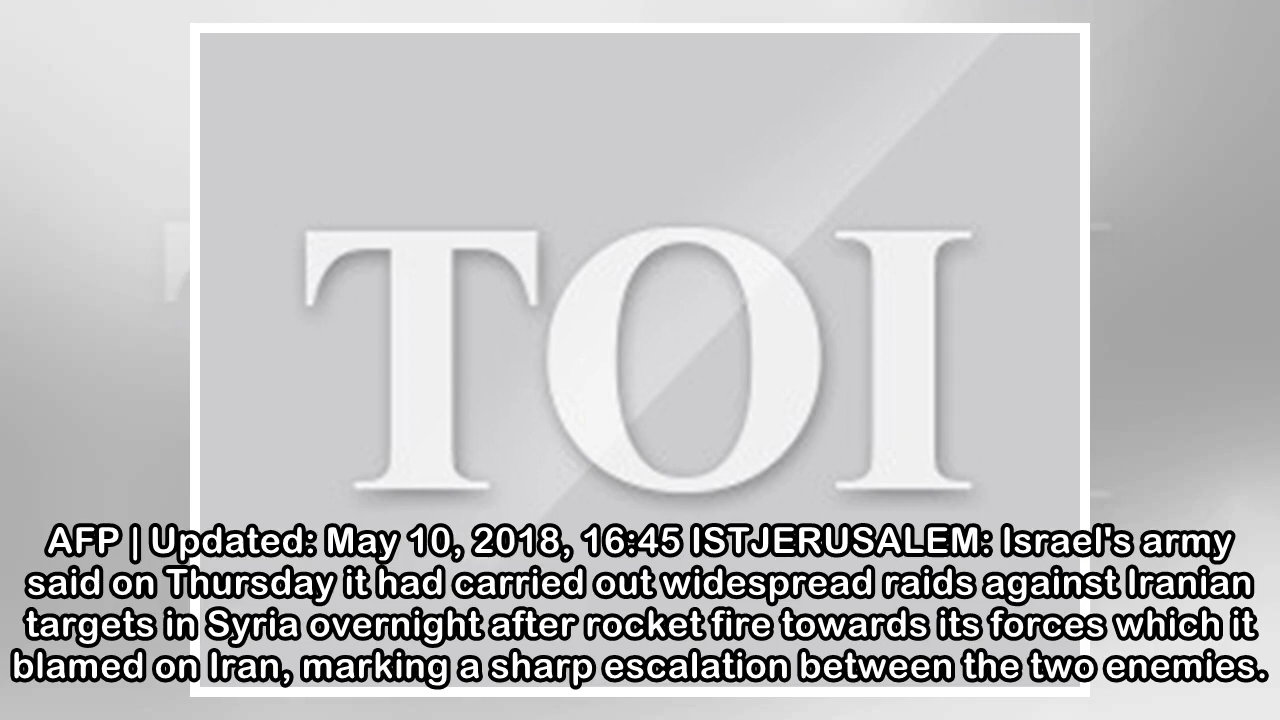 TOI
AFP | Updated: May 10, 2018, 16:45 ISTJERUSALEM: Israel's army
said on Thursday it had carried out widespread raids against Iranian
targets in Syria overnight after rocket fire towards its forces which it
blamed on Iran, marking a sharp escalation between the two enemies.